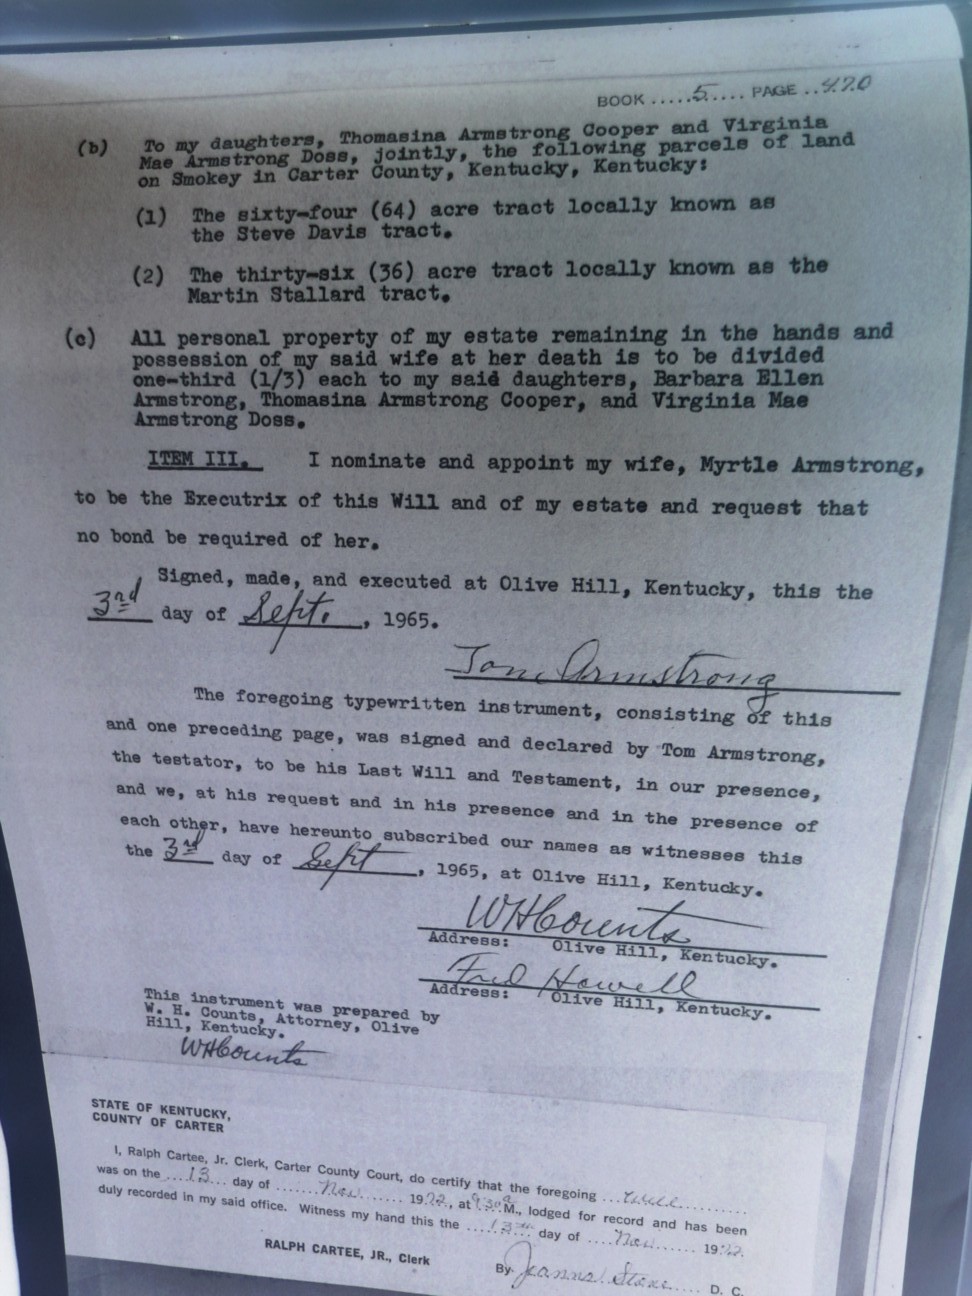 BOOK .....5..... PAGE ..420
(b) To my daughters, Thomasina Armstrong Cooper and Virginia
Mae Armstrong Doss, jointly, the following parcels of land
on Smokey in Carter County, Kentucky, Kentucky:
(1) The sixty-four (64) acre tract locally known as
the Steve Davis tract.
(2) The thirty-six (36) acre tract locally known as the
Martin Stallard tract.
(c) All personal property of my estate remaining in the hands and
possession of my said wife at her death is to be divided
one-third (1/3) each to my said daughters, Barbara Ellen
Armstrong, Thomasina Armstrong Cooper, and Virginia Mae
Armstrong Doss.
ITEM III. I nominate and appoint my wife, Myrtle Armstrong,
to be the Executrix of this Will and of my estate and request that
no bond be required of her.
Signed, made, and executed at Olive Hill, Kentucky, this the
3rd day of Sept., 1965.
Tom Armstrong
The foregoing typewritten instrument, consisting of this
and one preceding page, was signed and declared by Tom Armstrong,
the testator, to be his Last Will and Testament, in our presence,
and we, at his request and in his presence and in the presence of
each other, have hereunto subscribed our names as witnesses this
the 3rd day of Sept, 1965, at Olive Hill, Kentucky.
WHCounts
Address: Olive Hill, Kentucky.
Fred Howell
Address: Olive Hill, Kentucky.
This instrument was prepared by
W. H. Counts, Attorney, Olive
Hill, Kentucky.
WHCounts
STATE OF KENTUCKY,
COUNTY OF CARTER
I, Ralph Cartee, Jr. Clerk, Carter County Court, do certify that the foregoing ...will..........
was on the ....13... day of .......Nov....... 19 , at 9:30 A M., lodged for record and has been
duly recorded in my said office. Witness my hand this the ...13th... day of ....Nov....... 19
RALPH CARTEE, JR., Clerk
By Jeanne Stone..... D. C.